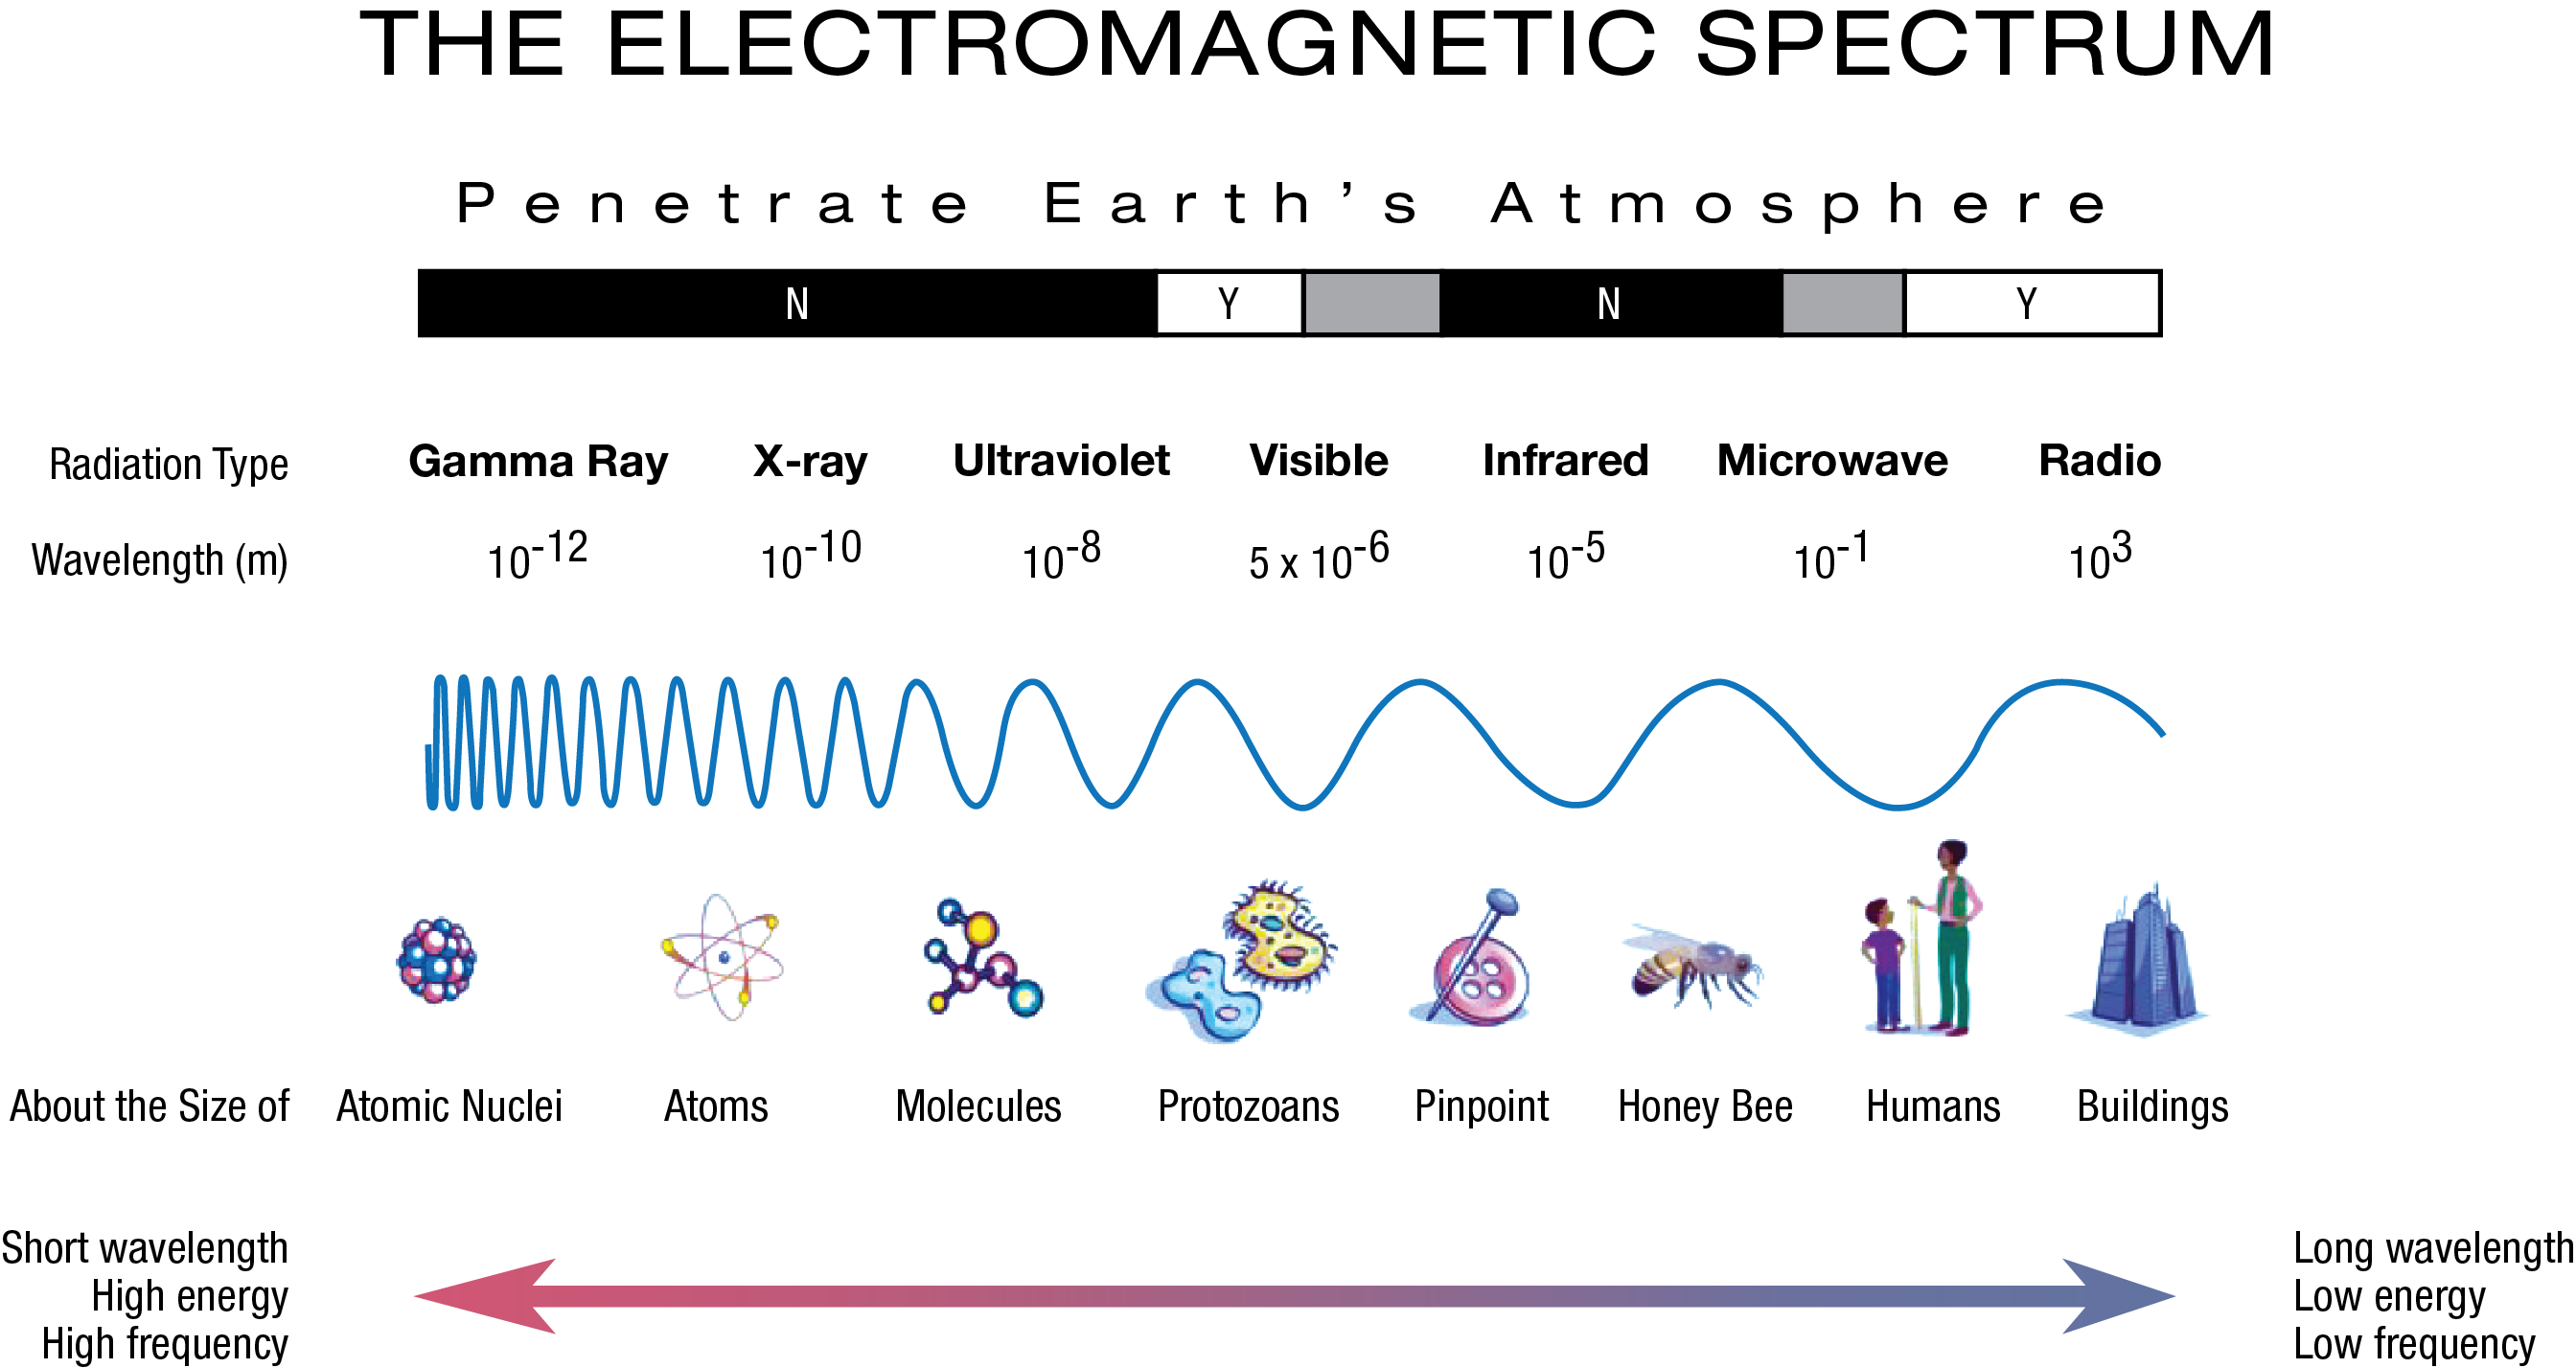 THE ELECTROMAGNETIC SPECTRUM
Penetrate Earth’s Atmosphere
N Y N Y
Radiation Type Gamma Ray X-ray Ultraviolet Visible Infrared Microwave Radio
Wavelength (m) 10⁻¹² 10⁻¹⁰ 10⁻⁸ 5 x 10⁻⁶ 10⁻⁵ 10⁻¹ 10³
About the Size of Atomic Nuclei Atoms Molecules Protozoans Pinpoint Honey Bee Humans Buildings
Short wavelength
High energy
High frequency
Long wavelength
Low energy
Low frequency